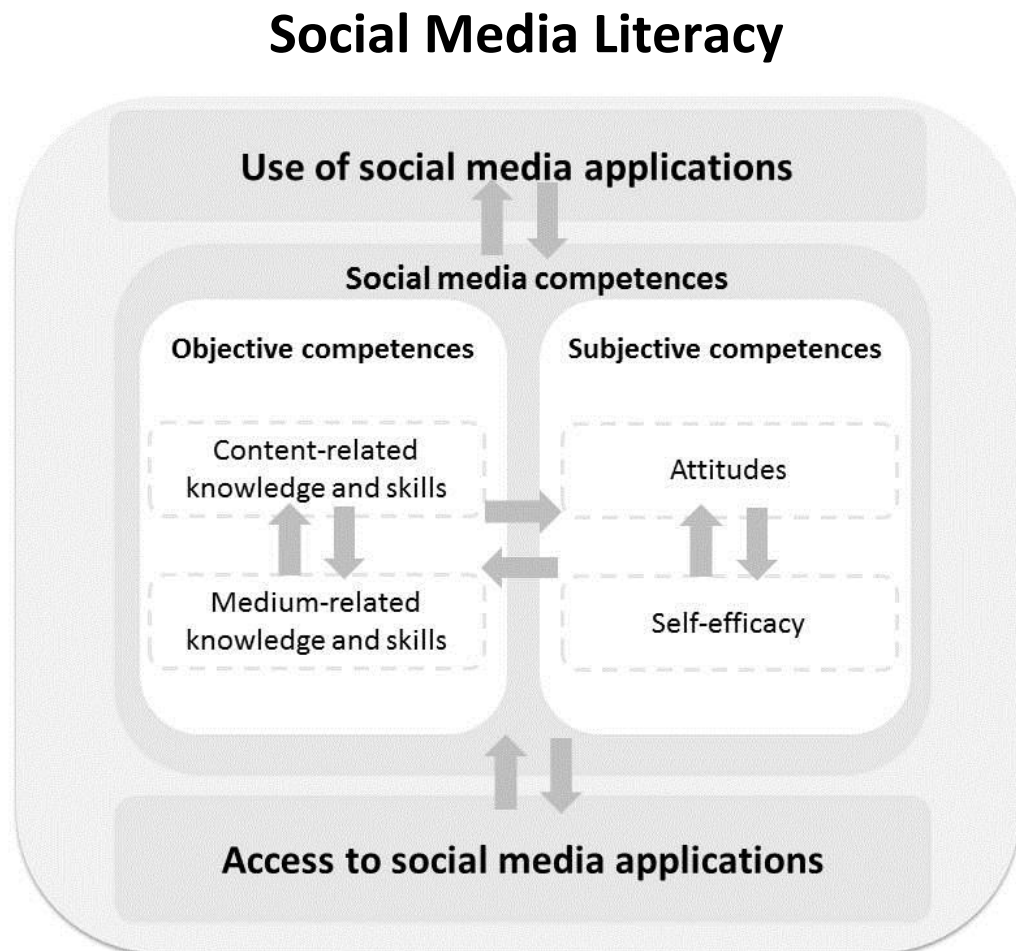 Social Media Literacy
Use of social media applications
Social media competences
Objective competences
Content-related
knowledge and skills
Medium-related
knowledge and skills
Subjective competences
Attitudes
Self-efficacy
Access to social media applications